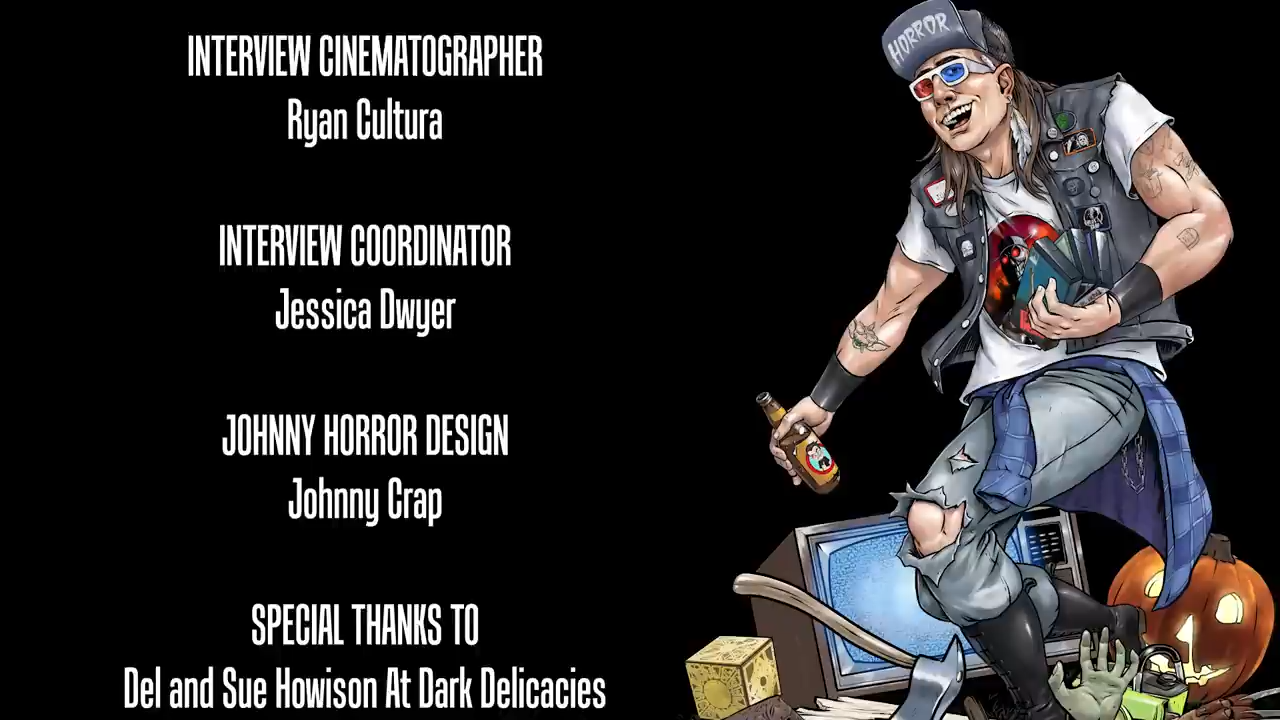 INTERVIEW CINEMATOGRAPHER
Ryan Cultura
INTERVIEW COORDINATOR
Jessica Dwyer
JOHNNY HORROR DESIGN
Johnny Crap
SPECIAL THANKS TO
Del and Sue Howison At Dark Delicacies
HORROR